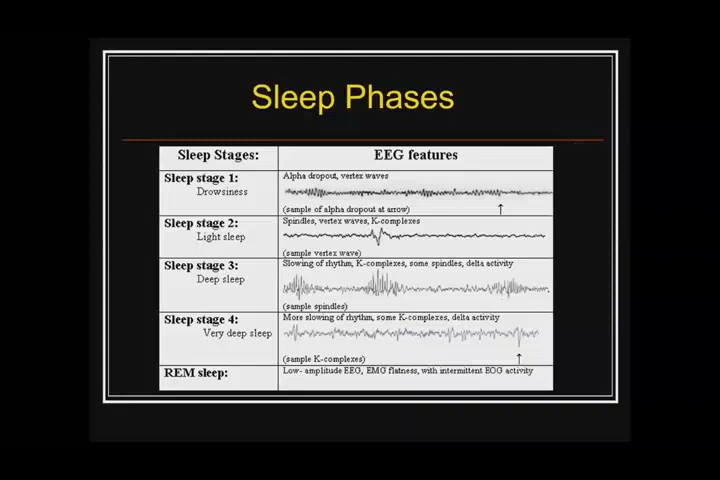 Sleep Phases
Sleep Stages: EEG features
Sleep stage 1: Alpha dropout, vertex waves
Drowsiness
(sample of alpha dropout at arrow) ↑
Sleep stage 2: Spindles, vertex waves, K-complexes
Light sleep
(sample vertex wave)
Sleep stage 3: Slowing of rhythm, K-complexes, some spindles, delta activity
Deep sleep
(sample spindles)
Sleep stage 4: More slowing of rhythm, some K-complexes, delta activity
Very deep sleep
(sample K-complexes) ↑
REM sleep: Low- amplitude EEG, EMG flatness, with intermittent EOG activity